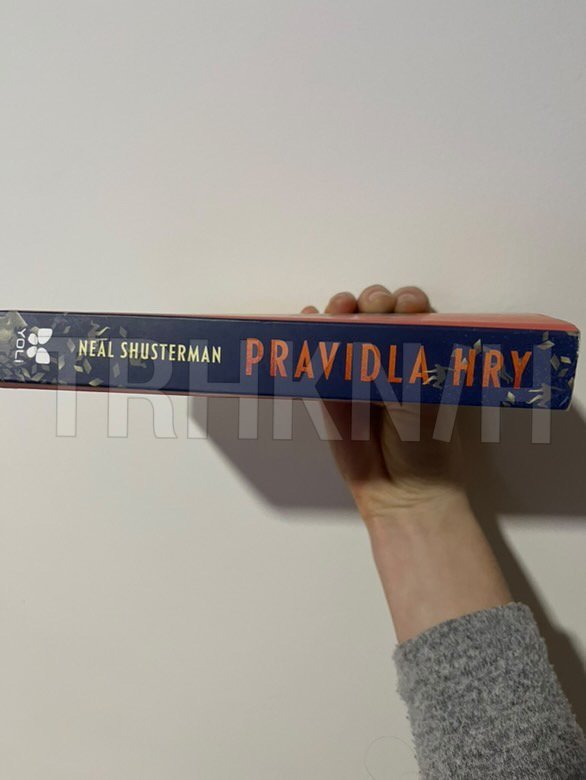 YOLI
NEAL SHUSTERMAN
PRAVIDLA HRY
TRHKNIH